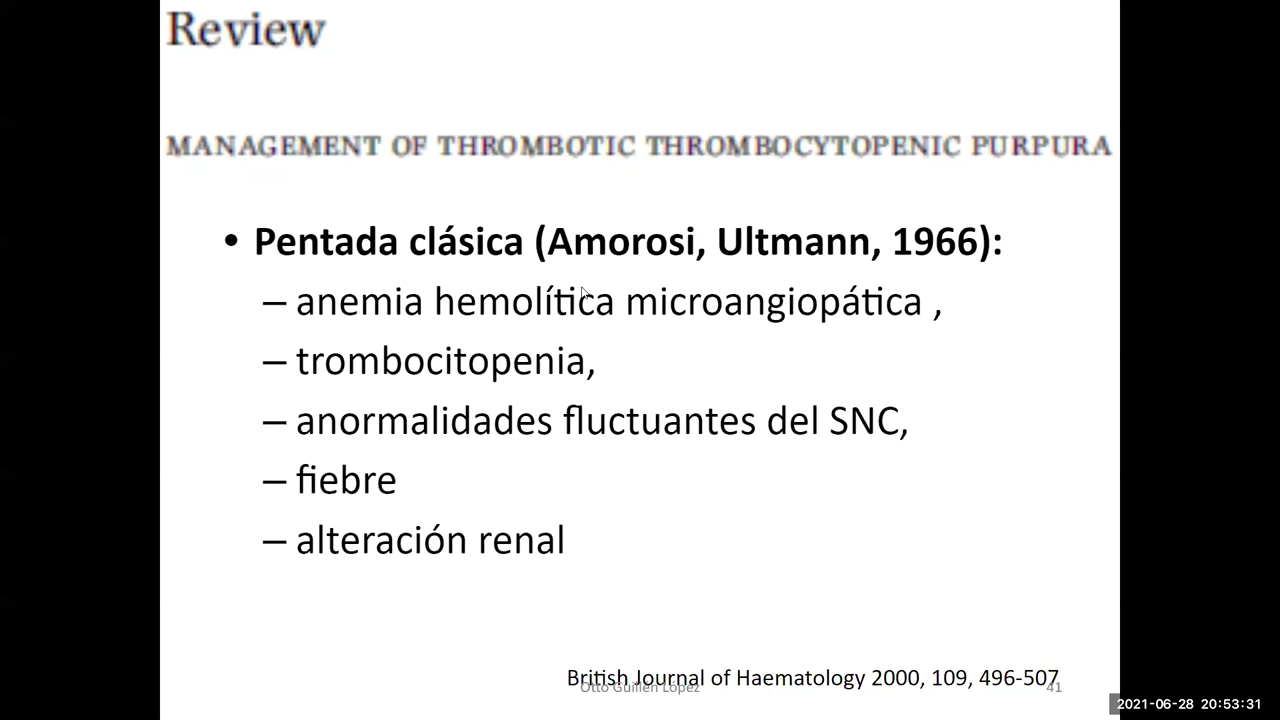 Review
MANAGEMENT OF THROMBOTIC THROMBOCYTOPENIC PURPURA
• Pentada clásica (Amorosi, Ultmann, 1966):
– anemia hemolítica microangiopática ,
– trombocitopenia,
– anormalidades fluctuantes del SNC,
– fiebre
– alteración renal
British Journal of Haematology 2000, 109, 496-507
Otto Guillen Lopez
41
2021-06-28 20:53:31